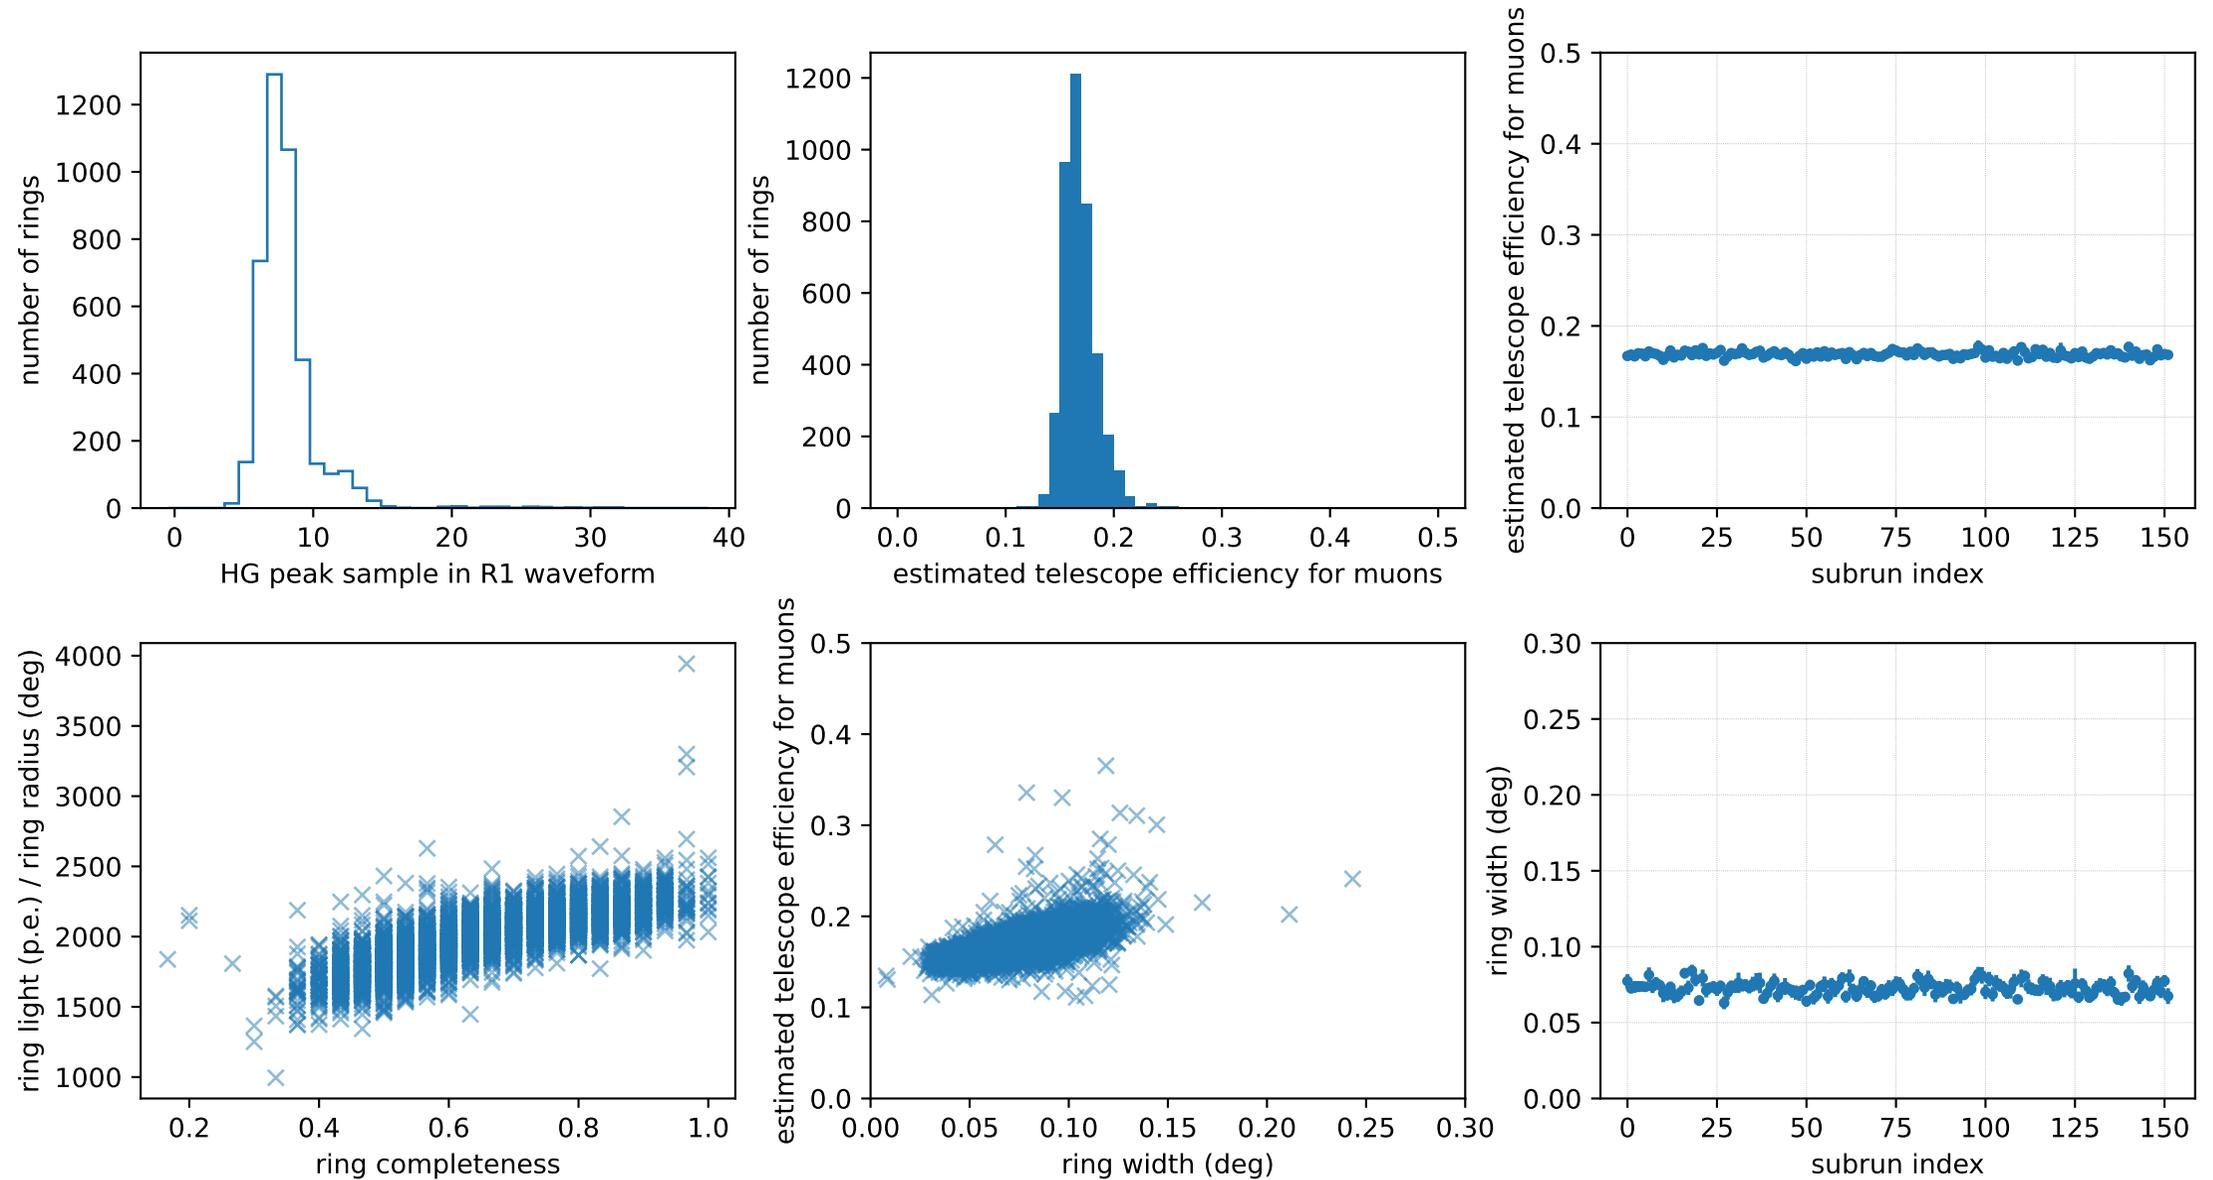 number of rings
1200
1000
800
600
400
200
0
0 10 20 30 40
HG peak sample in R1 waveform
number of rings
1200
1000
800
600
400
200
0
0.0 0.1 0.2 0.3 0.4 0.5
estimated telescope efficiency for muons
estimated telescope efficiency for muons
0.5
0.4
0.3
0.2
0.1
0.0
0 25 50 75 100 125 150
subrun index
ring light (p.e.) / ring radius (deg)
4000
3500
3000
2500
2000
1500
1000
0.2 0.4 0.6 0.8 1.0
ring completeness
estimated telescope efficiency for muons
0.5
0.4
0.3
0.2
0.1
0.0
0.00 0.05 0.10 0.15 0.20 0.25 0.30
ring width (deg)
ring width (deg)
0.30
0.25
0.20
0.15
0.10
0.05
0.00
0 25 50 75 100 125 150
subrun index